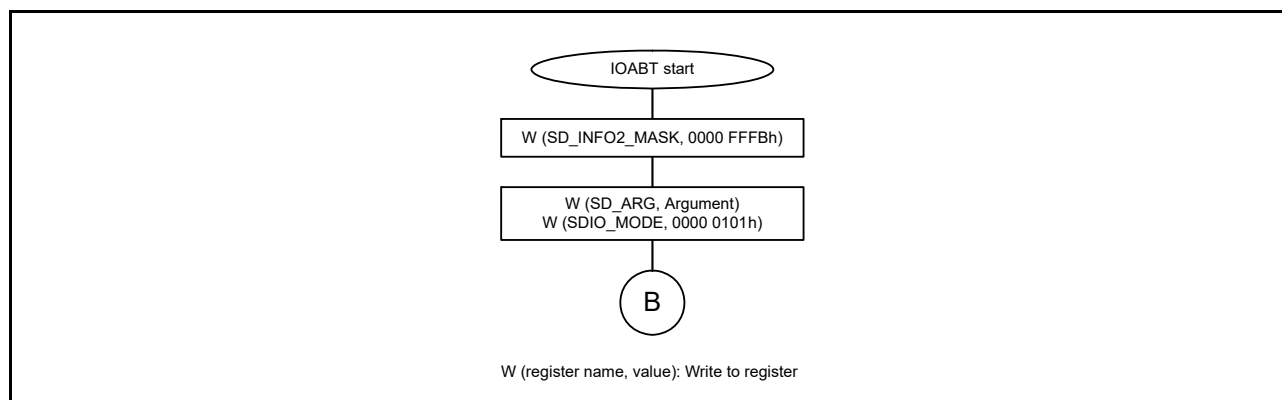 IOABT start
W (SD_INFO2_MASK, 0000 FFFBh)
W (SD_ARG, Argument)
W (SDIO_MODE, 0000 0101h)
B
W (register name, value): Write to register